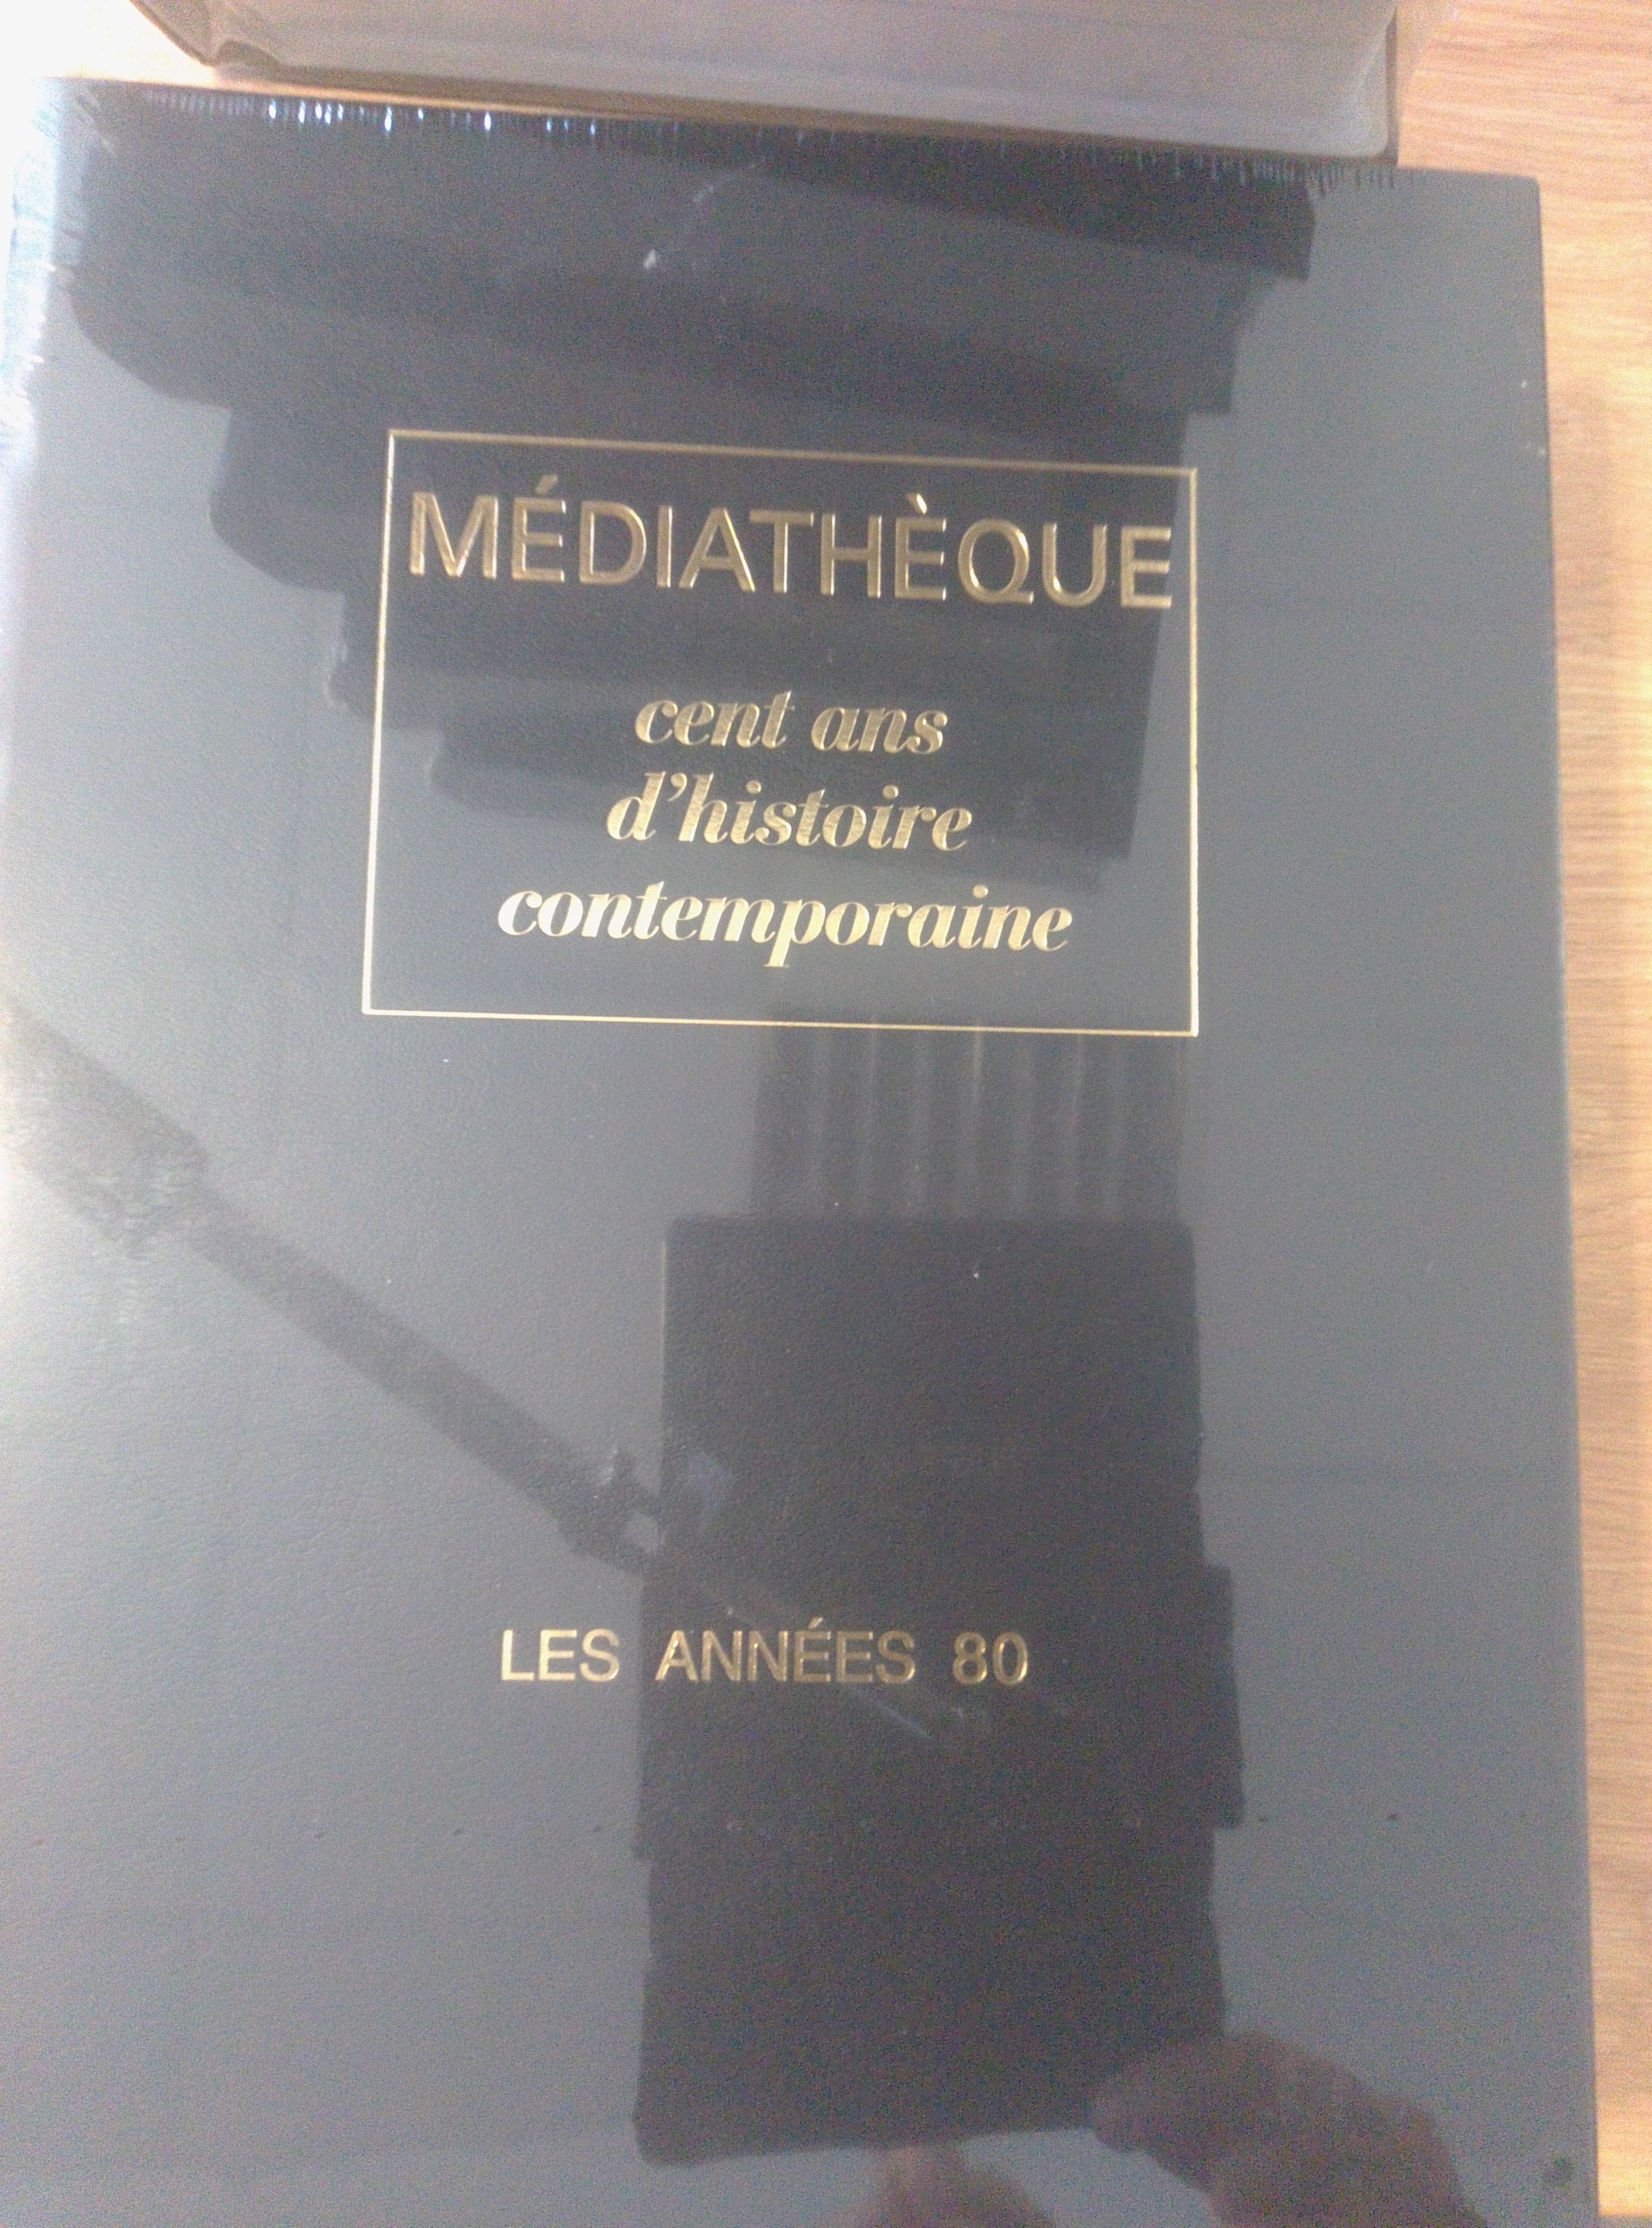 MÉDIATHÈQUE
cent ans
d'histoire
contemporaine
LES ANNÉES 80